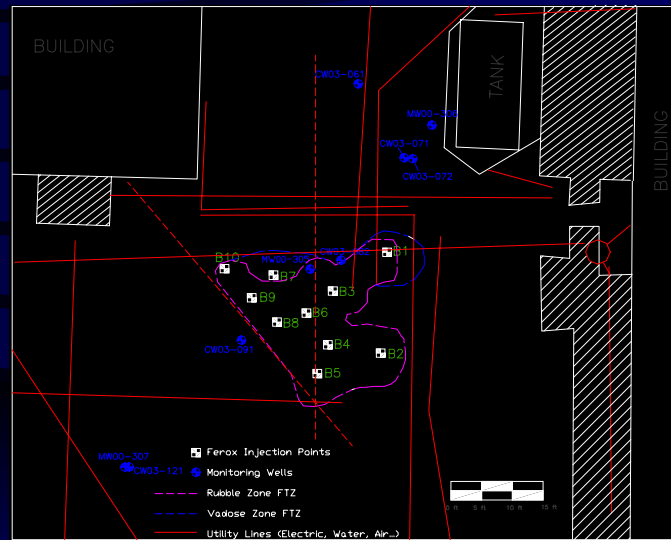 BUILDING
TANK
BUILDING
CW03-061
MW00-306
CW03-071
CW03-072
B1
B10
B7
MW00-303
B9
B3
B6
B8
B4
B2
B5
CW03-091
MW00-307
CW03-121
Ferox Injection Points
Monitoring Wells
Rubble Zone FTZ
Vadose Zone FTZ
Utility Lines (Electric, Water, Air...)
0 ft 5 ft 10 ft 15 ft